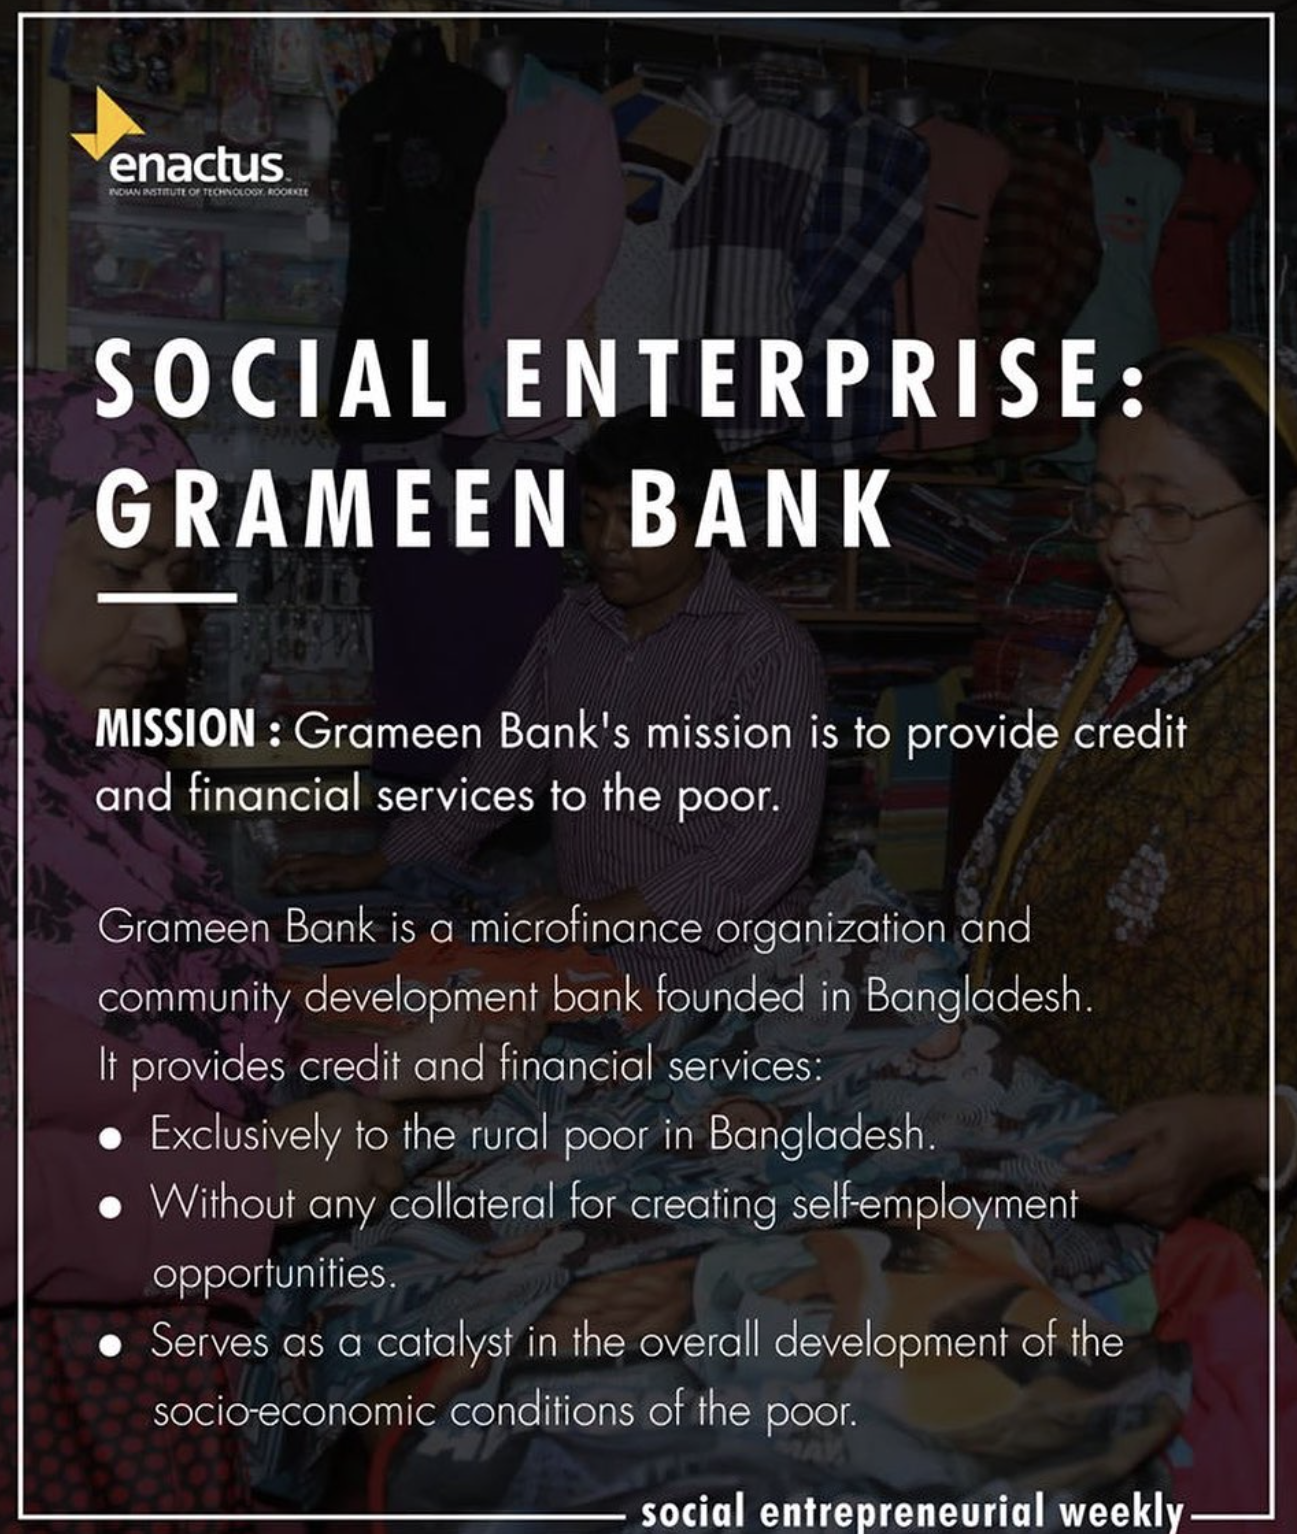 enactus
INDIAN INSTITUTE OF TECHNOLOGY, ROORKEE
SOCIAL ENTERPRISE:
GRAMEEN BANK
MISSION : Grameen Bank's mission is to provide credit
and financial services to the poor.
Grameen Bank is a microfinance organization and
community development bank founded in Bangladesh.
It provides credit and financial services:
● Exclusively to the rural poor in Bangladesh.
● Without any collateral for creating self-employment
opportunities.
● Serves as a catalyst in the overall development of the
socio-economic conditions of the poor.
social entrepreneurial weekly